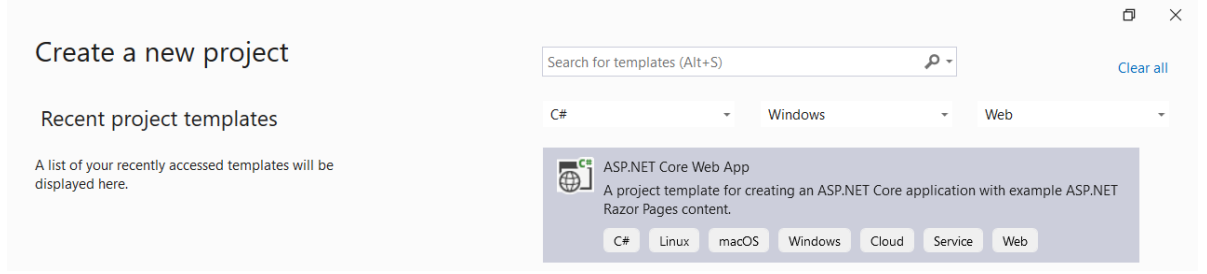 Create a new project
Search for templates (Alt+S)
Clear all
Recent project templates
C#
Windows
Web
A list of your recently accessed templates will be
displayed here.
C#
ASP.NET Core Web App
A project template for creating an ASP.NET Core application with example ASP.NET
Razor Pages content.
C#
Linux
macOS
Windows
Cloud
Service
Web